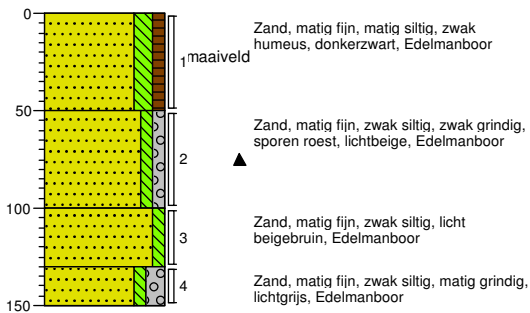 0
Zand, matig fijn, matig siltig, zwak
humeus, donkerzwart, Edelmanboor
1
maaiveld
50
Zand, matig fijn, zwak siltig, zwak grindig,
sporen roest, lichtbeige, Edelmanboor
2
100
Zand, matig fijn, zwak siltig, licht
beigebruin, Edelmanboor
3
Zand, matig fijn, zwak siltig, matig grindig,
lichtgrijs, Edelmanboor
4
150